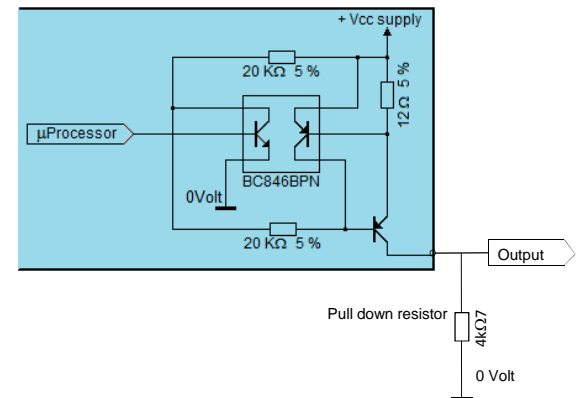 + Vcc supply
20 KΩ 5 %
12Ω 5 %
µProcessor
BC846BPN
0Volt
20 KΩ 5 %
Output
Pull down resistor
4kΩ7
0 Volt